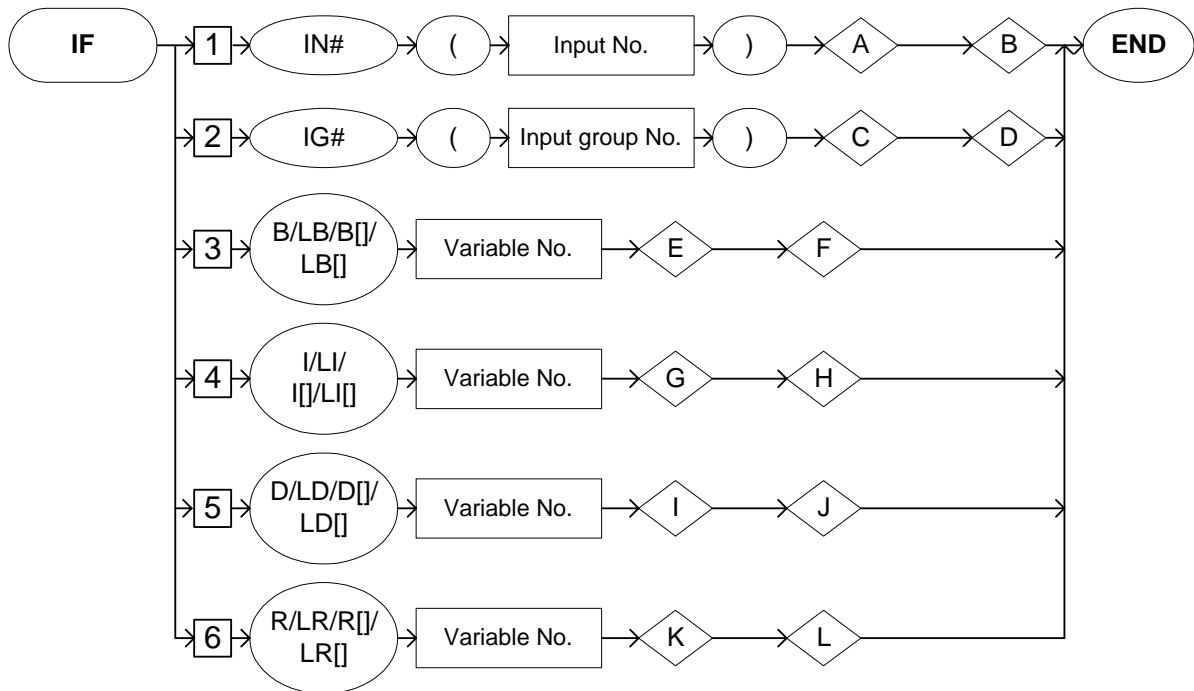 IF
1
IN#
(
Input No.
)
A
B
END
2
IG#
(
Input group No.
)
C
D
3
B/LB/B[]/
LB[]
Variable No.
E
F
4
I/LI/
I[]/LI[]
Variable No.
G
H
5
D/LD/D[]/
LD[]
Variable No.
I
J
6
R/LR/R[]/
LR[]
Variable No.
K
L